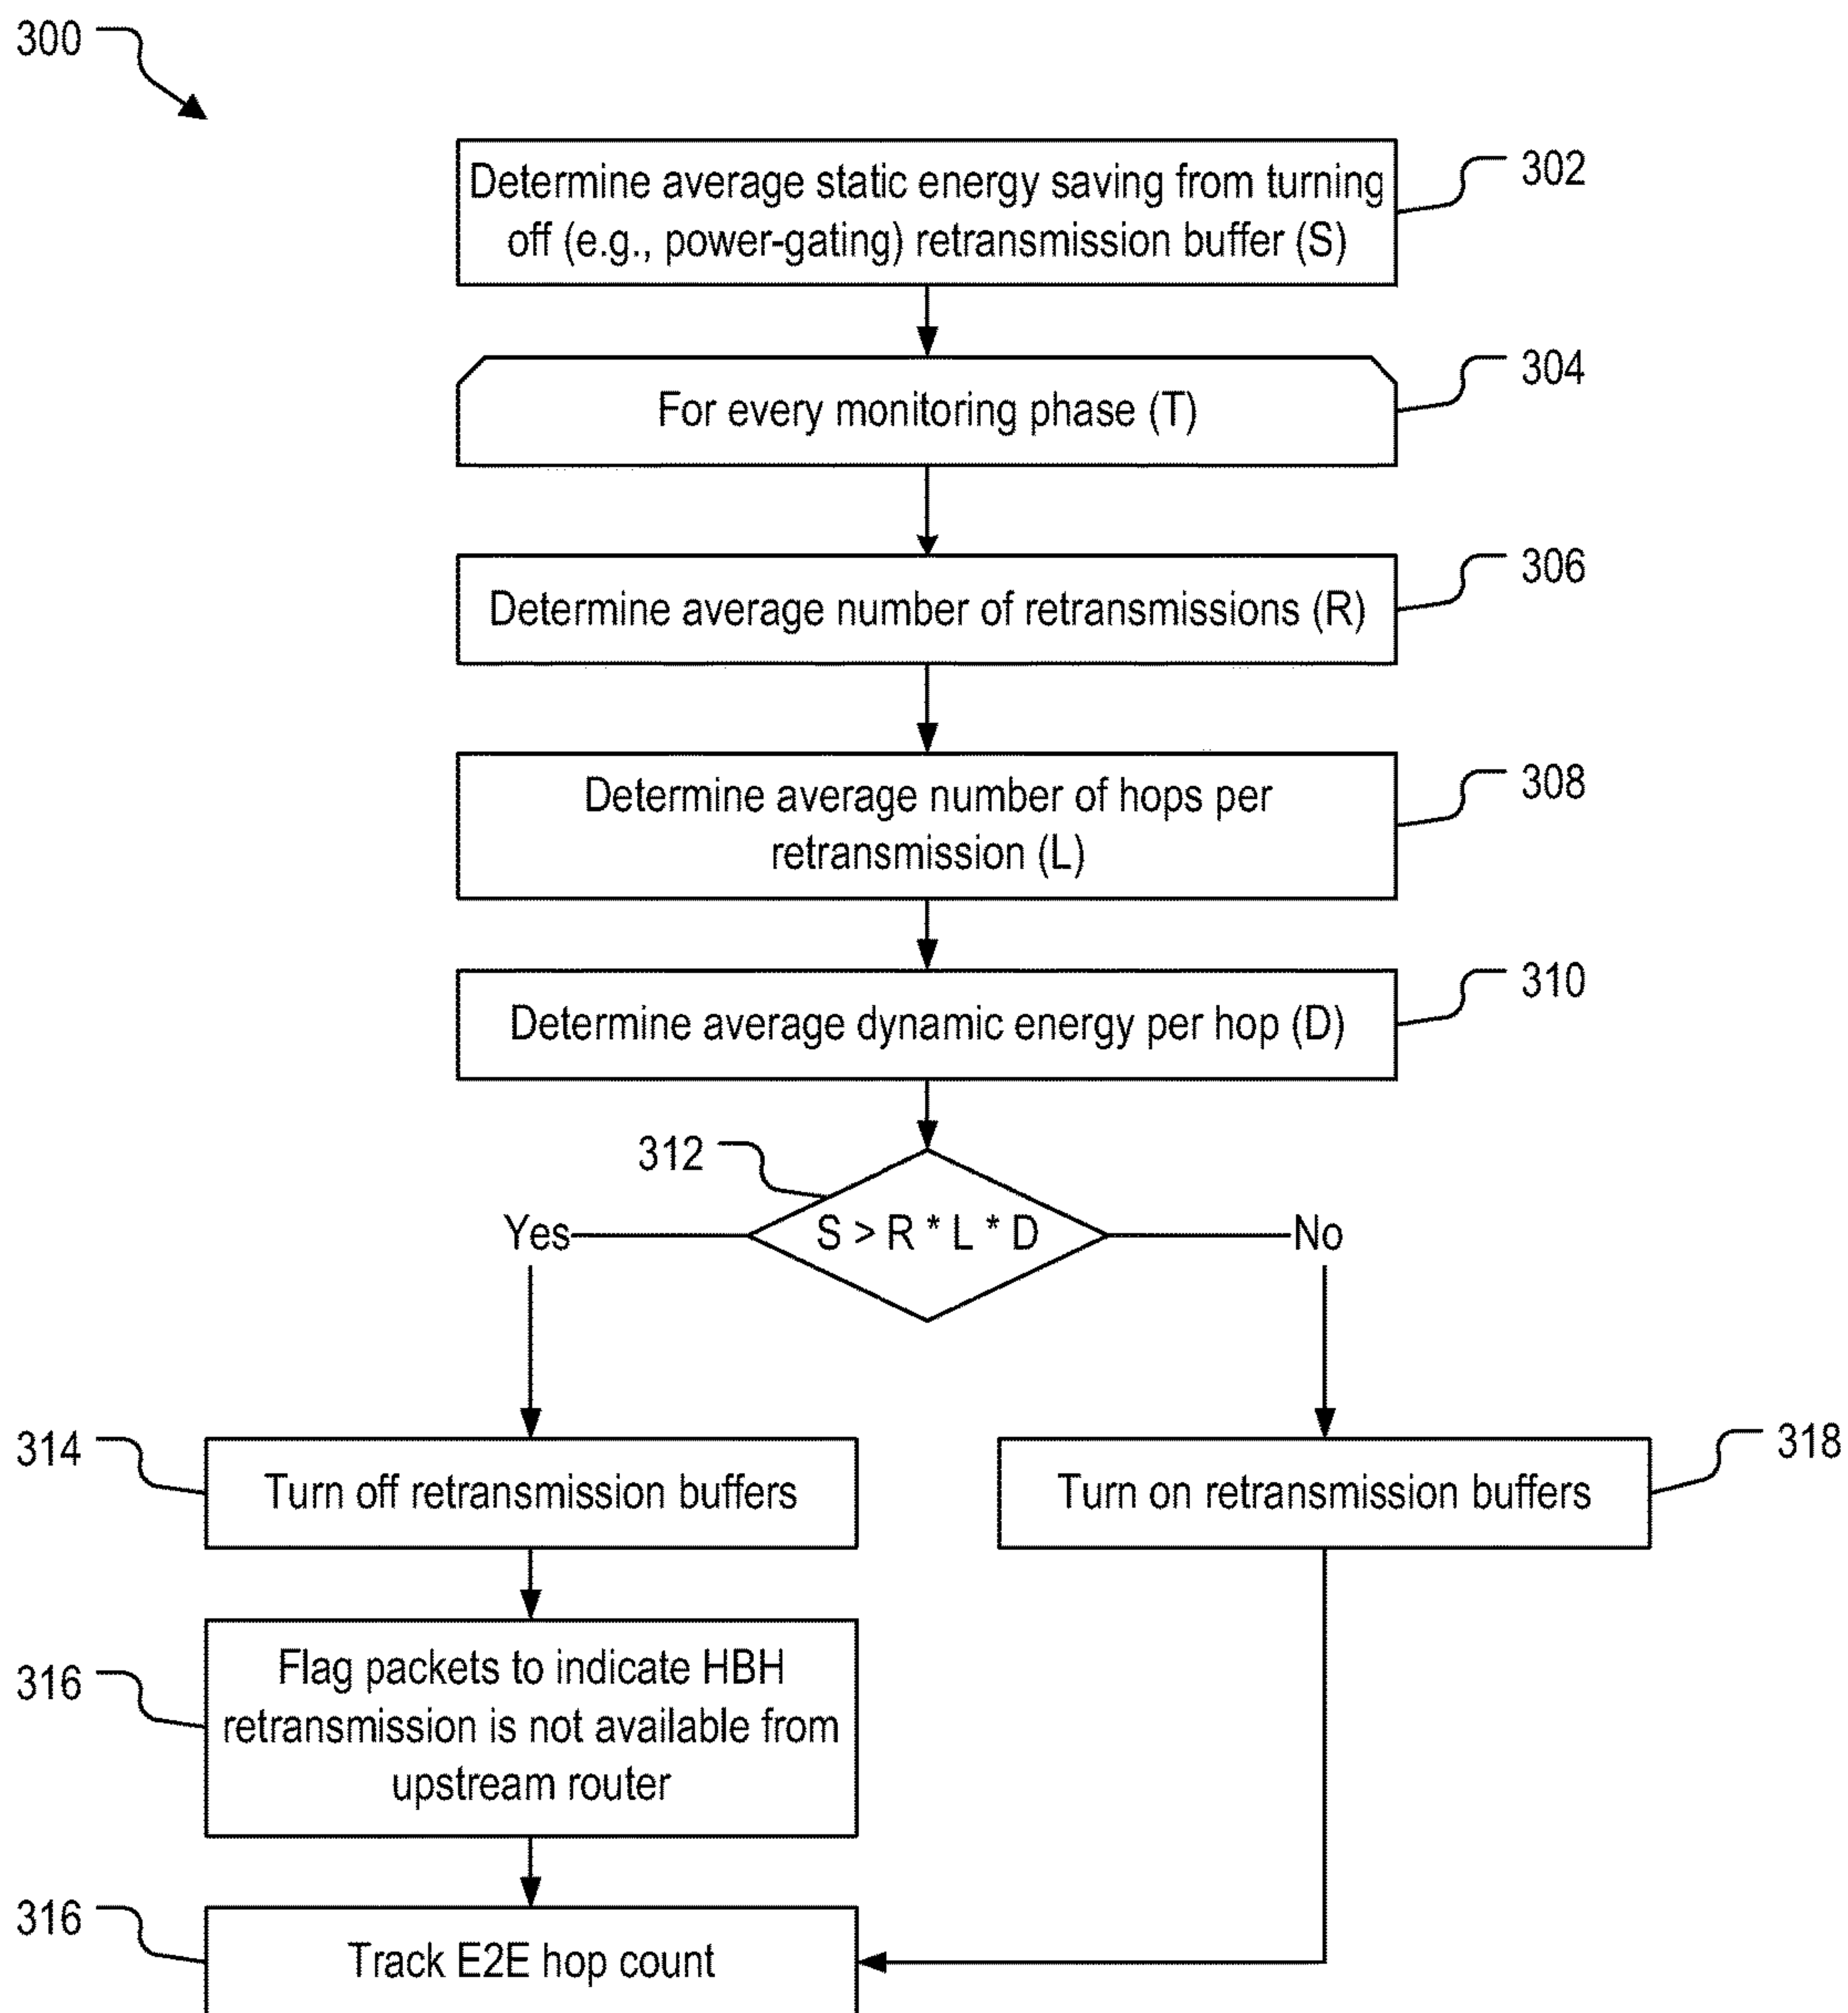 300
Determine average static energy saving from turning
off (e.g., power-gating) retransmission buffer (S)
302
For every monitoring phase (T)
304
Determine average number of retransmissions (R)
306
Determine average number of hops per
retransmission (L)
308
Determine average dynamic energy per hop (D)
310
312
S > R * L * D
Yes
No
314
Turn off retransmission buffers
Turn on retransmission buffers
318
316
Flag packets to indicate HBH
retransmission is not available from
upstream router
316
Track E2E hop count